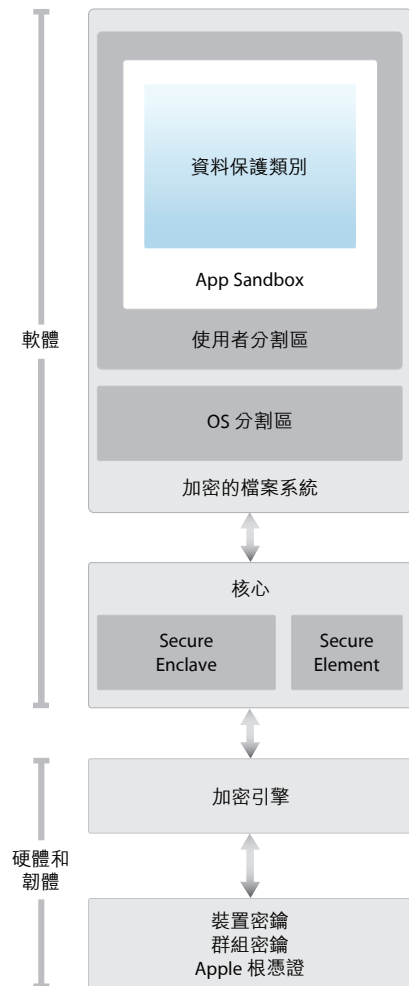 資料保護類別
App Sandbox
使用者分割區
OS 分割區
加密的檔案系統
軟體
核心
Secure
Enclave
Secure
Element
加密引擎
硬體和
韌體
裝置密鑰
群組密鑰
Apple 根憑證